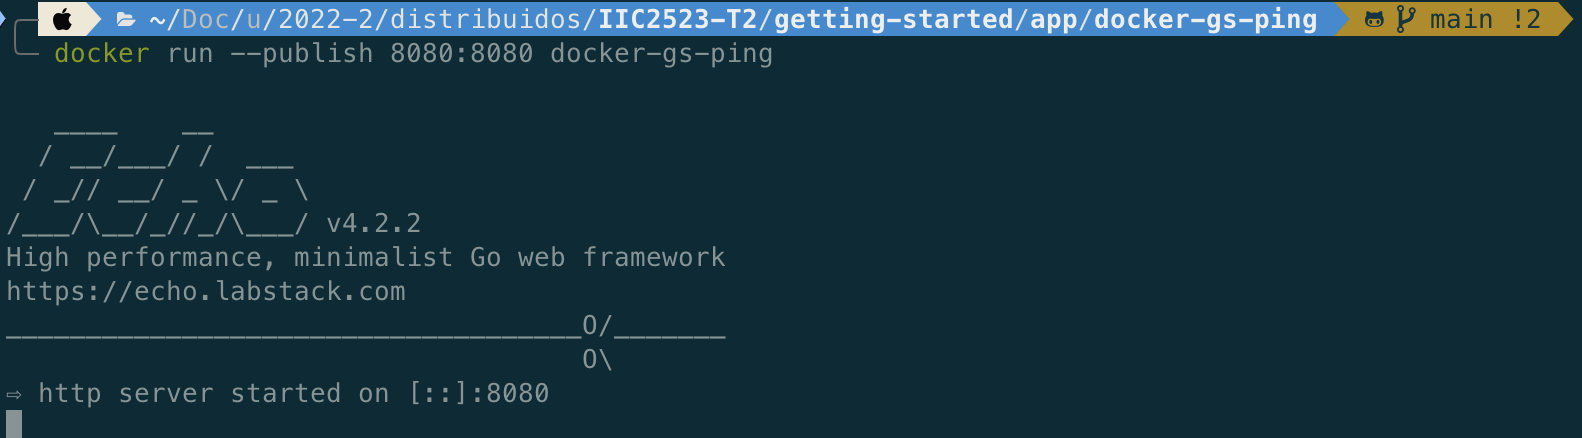 ~/Doc/u/2022-2/distribuidos/IIC2523-T2/getting-started/app/docker-gs-ping main !2
docker run --publish 8080:8080 docker-gs-ping
   ____    __
  / __/___/ /  ___
 / _// __/ _ \/ _ \
/___/\__/_//_/\___/ v4.2.2
High performance, minimalist Go web framework
https://echo.labstack.com
____________________________________O/_______
                                    O\
⇨ http server started on [::]:8080